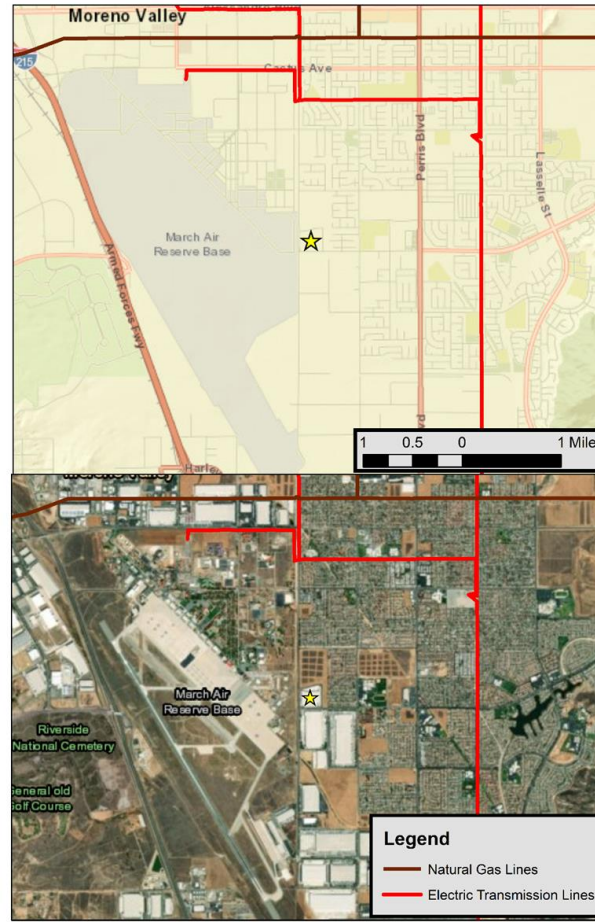 Moreno Valley
215
Cactus Ave
Perris Blvd
Lasselle St
March Air
Reserve Base
Armed Forces Fwy
1 0.5 0 1 Mile
March Air
Reserve Base
Riverside
National Cemetery
General old
Golf Course
Legend
Natural Gas Lines
Electric Transmission Lines